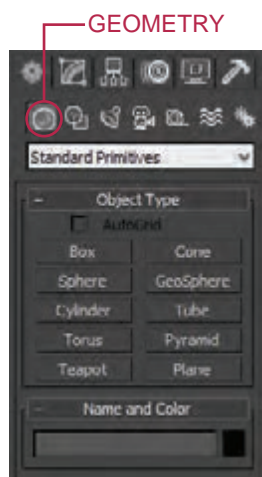 GEOMETRY
Standard Primitives
- Object Type
AutoGrid
Box Cone
Sphere GeoSphere
Cylinder Tube
Torus Pyramid
Teapot Plane
- Name and Color